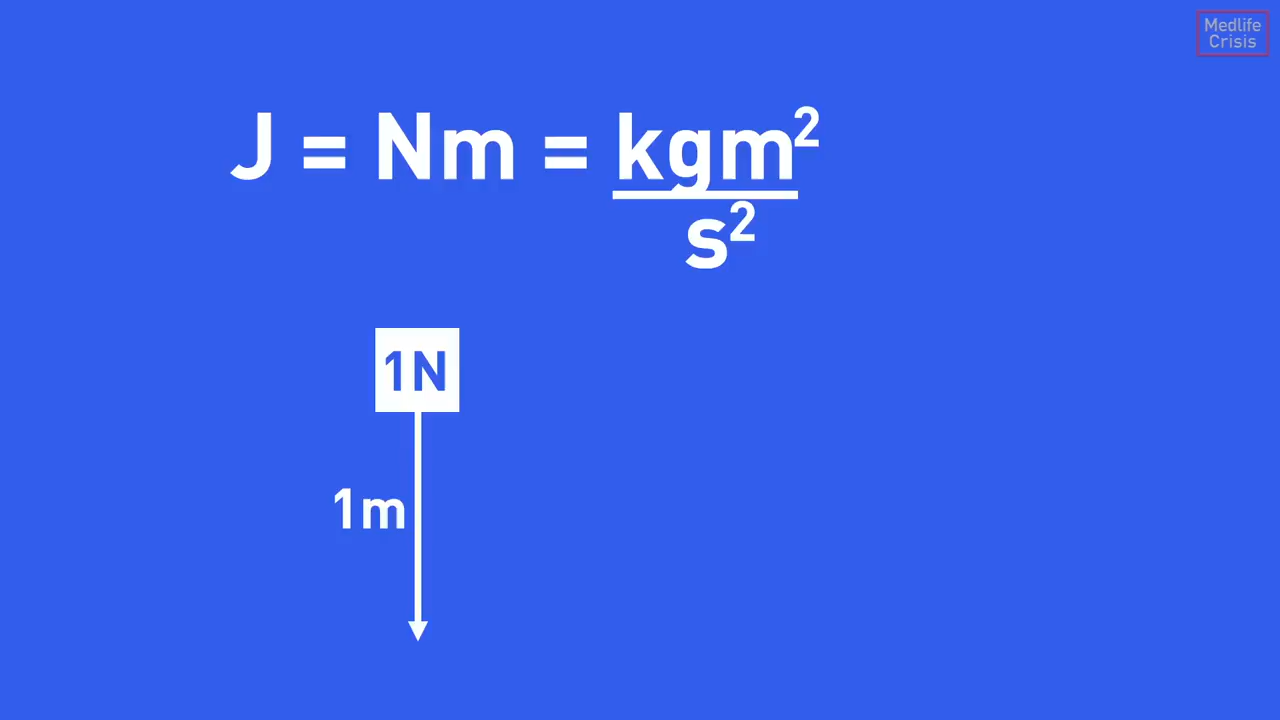 Medlife
Crisis
J = Nm = kgm²
s²
1N
1m